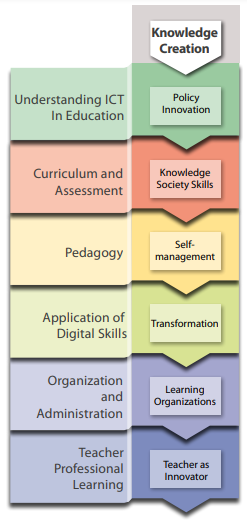 Knowledge
Creation
Understanding ICT
In Education
Policy
Innovation
Curriculum and
Assessment
Knowledge
Society Skills
Pedagogy
Self-
management
Application of
Digital Skills
Transformation
Organization
and
Administration
Learning
Organizations
Teacher
Professional
Learning
Teacher as
Innovator